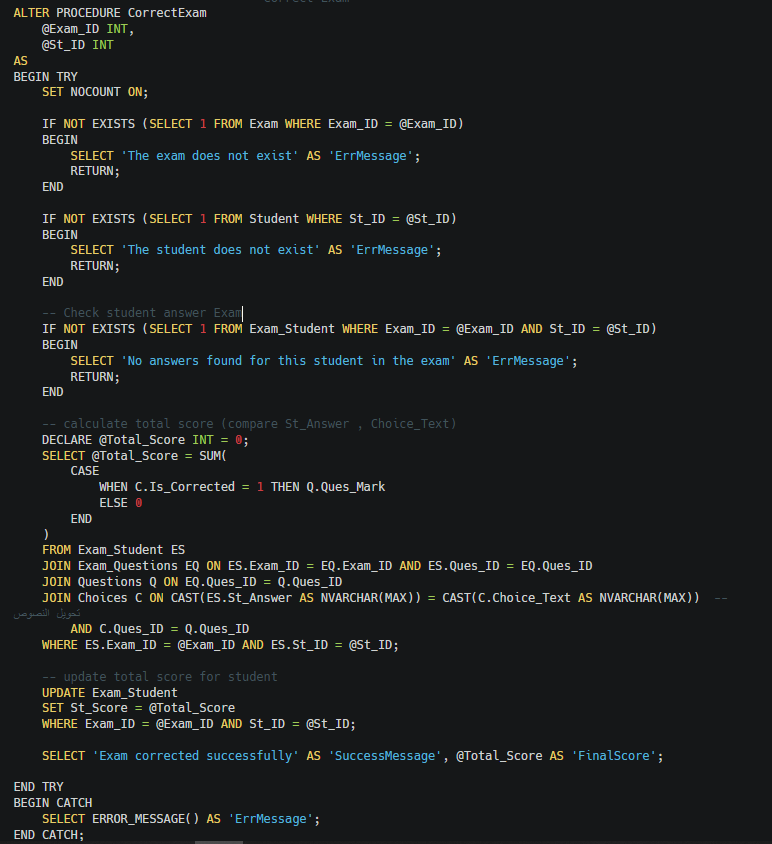 Correct Exam
ALTER PROCEDURE CorrectExam
@Exam_ID INT,
@St_ID INT
AS
BEGIN TRY
SET NOCOUNT ON;
IF NOT EXISTS (SELECT 1 FROM Exam WHERE Exam_ID = @Exam_ID)
BEGIN
SELECT 'The exam does not exist' AS 'ErrMessage';
RETURN;
END
IF NOT EXISTS (SELECT 1 FROM Student WHERE St_ID = @St_ID)
BEGIN
SELECT 'The student does not exist' AS 'ErrMessage';
RETURN;
END
-- Check student answer Exam
IF NOT EXISTS (SELECT 1 FROM Exam_Student WHERE Exam_ID = @Exam_ID AND St_ID = @St_ID)
BEGIN
SELECT 'No answers found for this student in the exam' AS 'ErrMessage';
RETURN;
END
-- calculate total score (compare St_Answer , Choice_Text)
DECLARE @Total_Score INT = 0;
SELECT @Total_Score = SUM(
CASE
WHEN C.Is_Corrected = 1 THEN Q.Ques_Mark
ELSE 0
END
)
FROM Exam_Student ES
JOIN Exam_Questions EQ ON ES.Exam_ID = EQ.Exam_ID AND ES.Ques_ID = EQ.Ques_ID
JOIN Questions Q ON EQ.Ques_ID = Q.Ques_ID
JOIN Choices C ON CAST(ES.St_Answer AS NVARCHAR(MAX)) = CAST(C.Choice_Text AS NVARCHAR(MAX))  --
تحويل النصوص
AND C.Ques_ID = Q.Ques_ID
WHERE ES.Exam_ID = @Exam_ID AND ES.St_ID = @St_ID;
-- update total score for student
UPDATE Exam_Student
SET St_Score = @Total_Score
WHERE Exam_ID = @Exam_ID AND St_ID = @St_ID;
SELECT 'Exam corrected successfully' AS 'SuccessMessage', @Total_Score AS 'FinalScore';
END TRY
BEGIN CATCH
SELECT ERROR_MESSAGE() AS 'ErrMessage';
END CATCH;